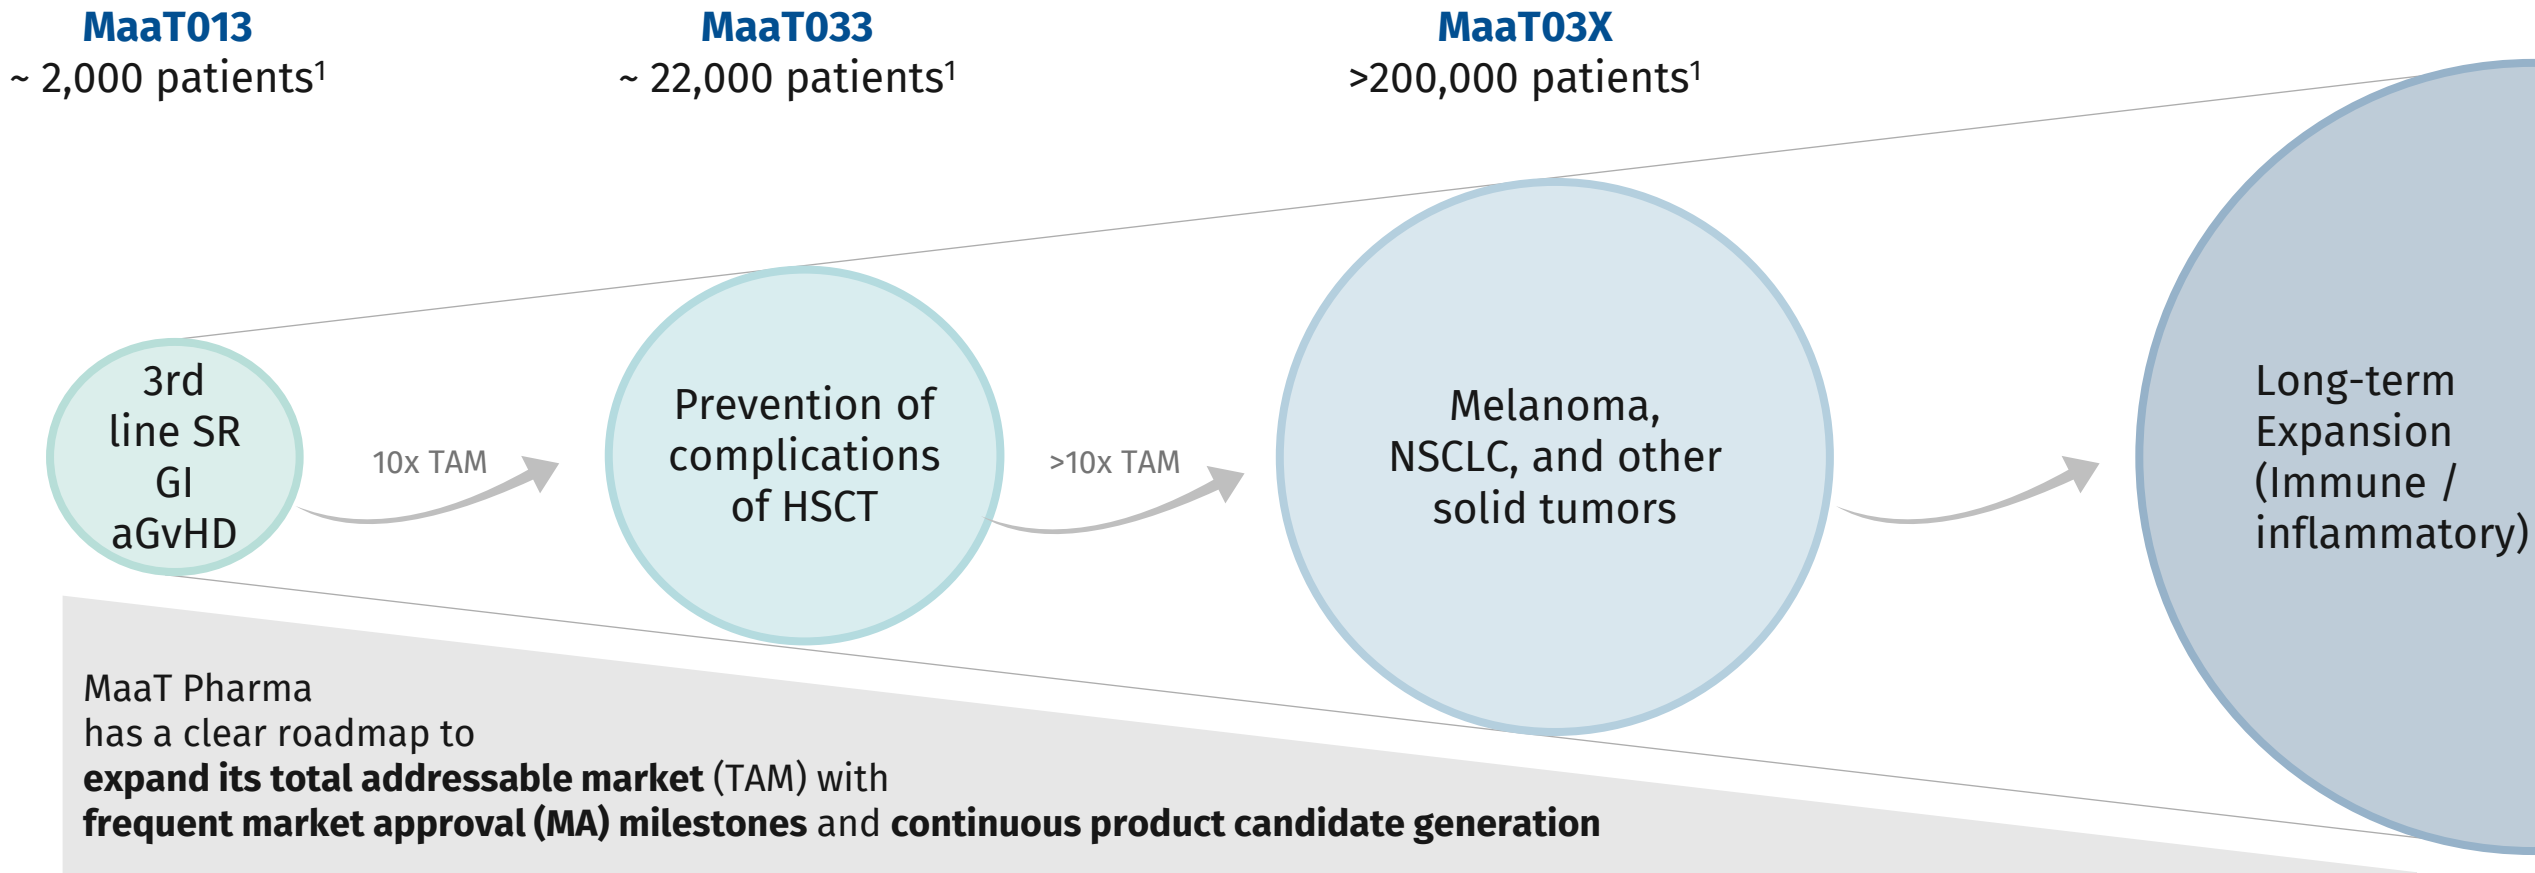 MaaT013
~ 2,000 patients¹
MaaT033
~ 22,000 patients¹
MaaT03X
>200,000 patients¹
3rd
line SR
GI
aGvHD
10x TAM
Prevention of
complications
of HSCT
>10x TAM
Melanoma,
NSCLC, and other
solid tumors
Long-term
Expansion
(Immune /
inflammatory)
MaaT Pharma
has a clear roadmap to
expand its total addressable market (TAM) with
frequent market approval (MA) milestones and continuous product candidate generation